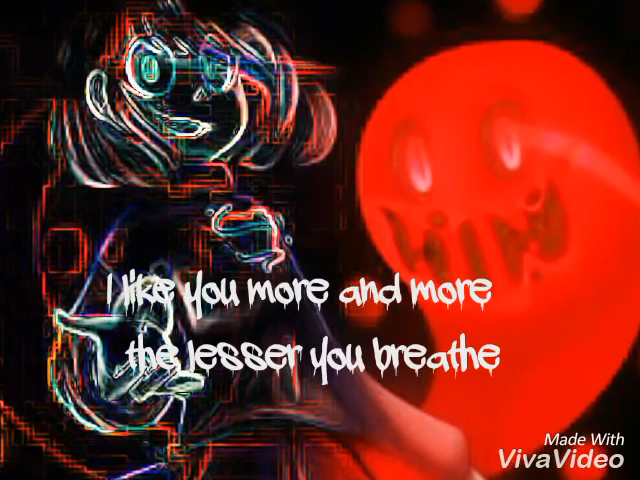 I like you more and more
the lesser you breathe
Made With
VivaVideo